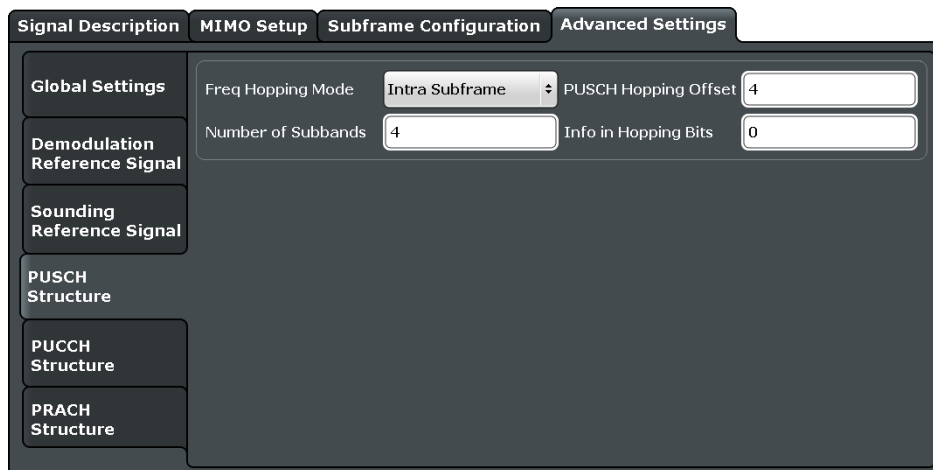 Signal Description MIMO Setup Subframe Configuration Advanced Settings
Global Settings
Demodulation
Reference Signal
Sounding
Reference Signal
PUSCH
Structure
PUCCH
Structure
PRACH
Structure
Freq Hopping Mode Intra Subframe PUSCH Hopping Offset 4
Number of Subbands 4 Info in Hopping Bits 0